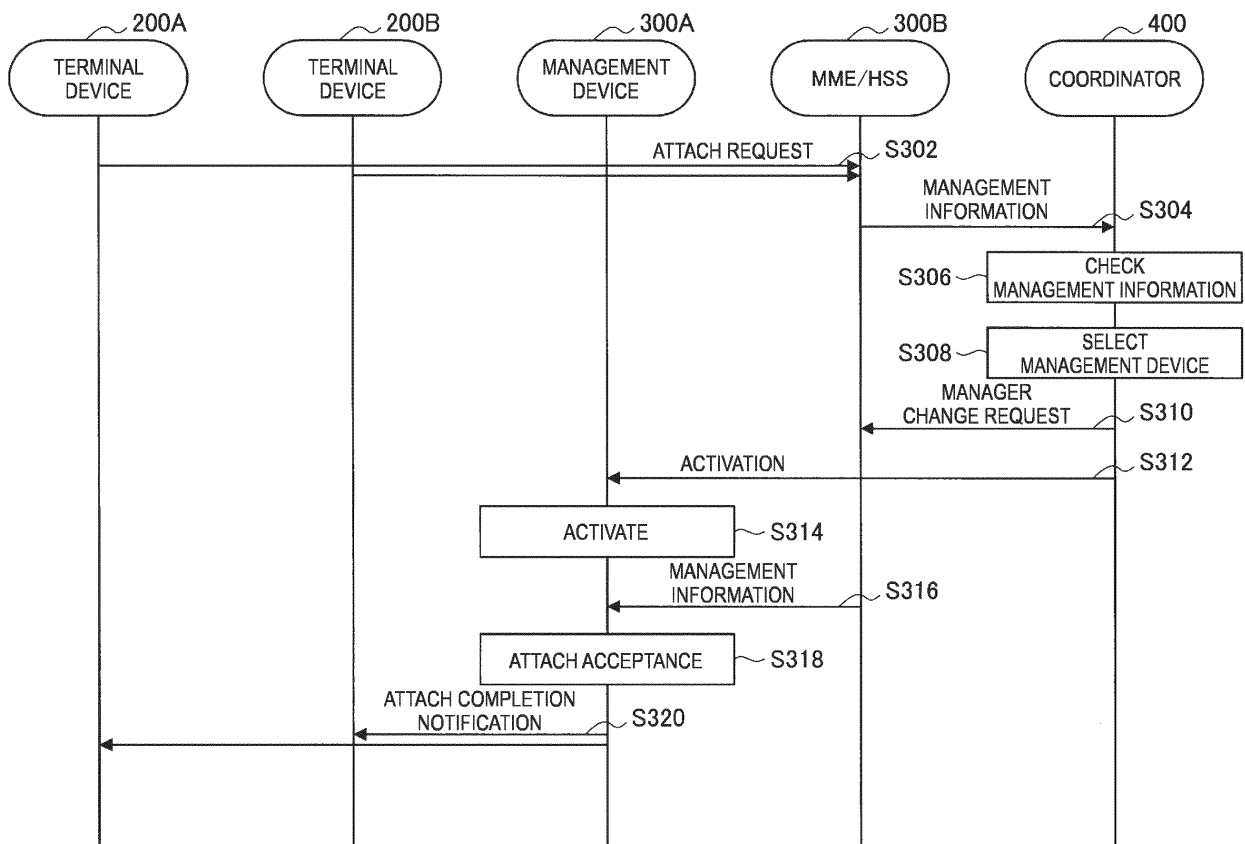 200A
200B
300A
300B
400
TERMINAL
DEVICE
TERMINAL
DEVICE
MANAGEMENT
DEVICE
MME/HSS
COORDINATOR
ATTACH REQUEST
S302
MANAGEMENT
INFORMATION
S304
S306
CHECK
MANAGEMENT INFORMATION
S308
SELECT
MANAGEMENT DEVICE
MANAGER
CHANGE REQUEST
S310
ACTIVATION
S312
ACTIVATE
S314
MANAGEMENT
INFORMATION
S316
ATTACH ACCEPTANCE
S318
ATTACH COMPLETION
NOTIFICATION
S320